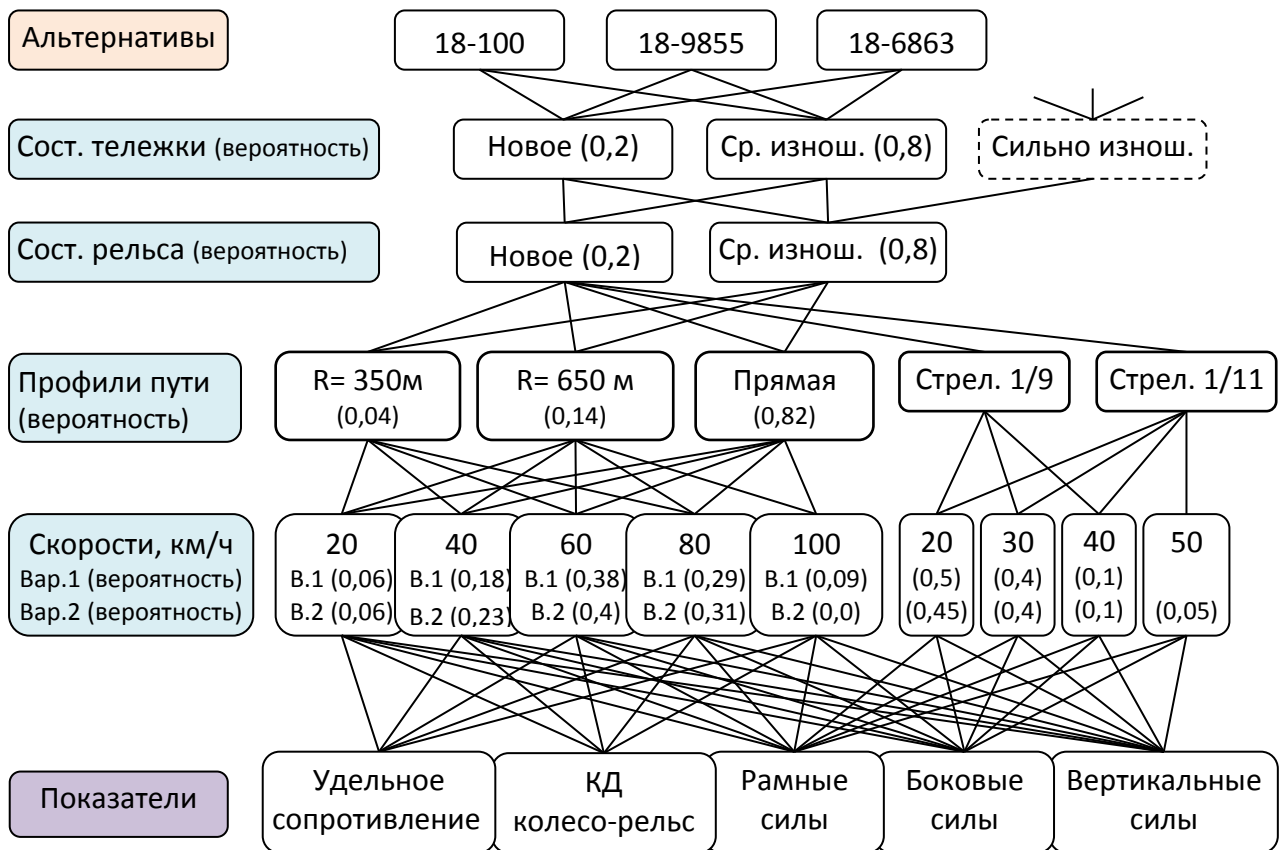 Альтернативы
18-100
18-9855
18-6863
Сост. тележки (вероятность)
Новое (0,2)
Ср. изнош. (0,8)
Сильно изнош.
Сост. рельса (вероятность)
Новое (0,2)
Ср. изнош. (0,8)
Профили пути
(вероятность)
R= 350м
(0,04)
R= 650 м
(0,14)
Прямая
(0,82)
Стрел. 1/9
Стрел. 1/11
Скорости, км/ч
Вар.1 (вероятность)
Вар.2 (вероятность)
20
В.1 (0,06)
В.2 (0,06)
40
В.1 (0,18)
В.2 (0,23)
60
В.1 (0,38)
В.2 (0,4)
80
В.1 (0,29)
В.2 (0,31)
100
В.1 (0,09)
В.2 (0,0)
20
(0,5)
(0,45)
30
(0,4)
(0,4)
40
(0,1)
(0,1)
50
(0,05)
Показатели
Удельное
сопротивление
КД
колесо-рельс
Рамные
силы
Боковые
силы
Вертикальные
силы